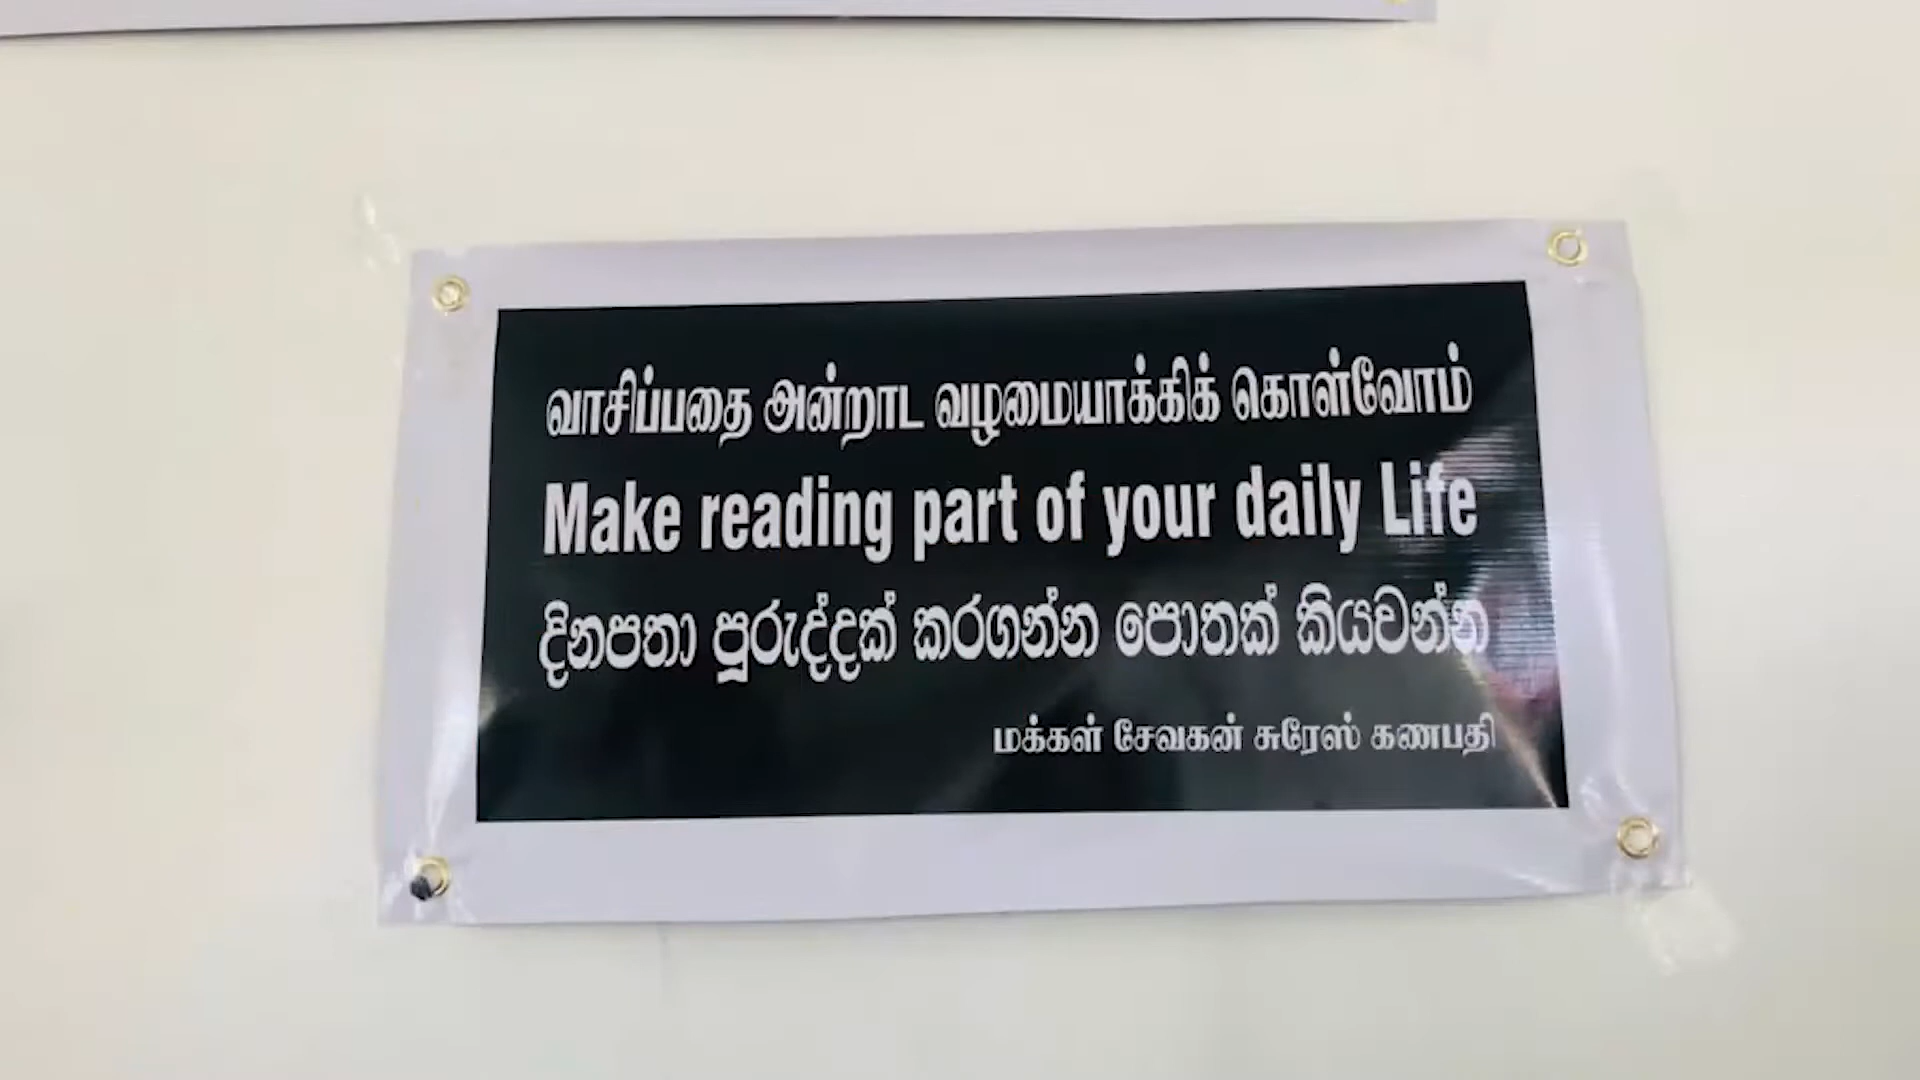 வாசிப்பதை அன்றாட வழமையாக்கிக் கொள்வோம்
Make reading part of your daily Life
දිනපතා පුරුද්දක් කරගන්න පොතක් කියවන්න
மக்கள் சேவகன் சுரேஸ் கணபதி